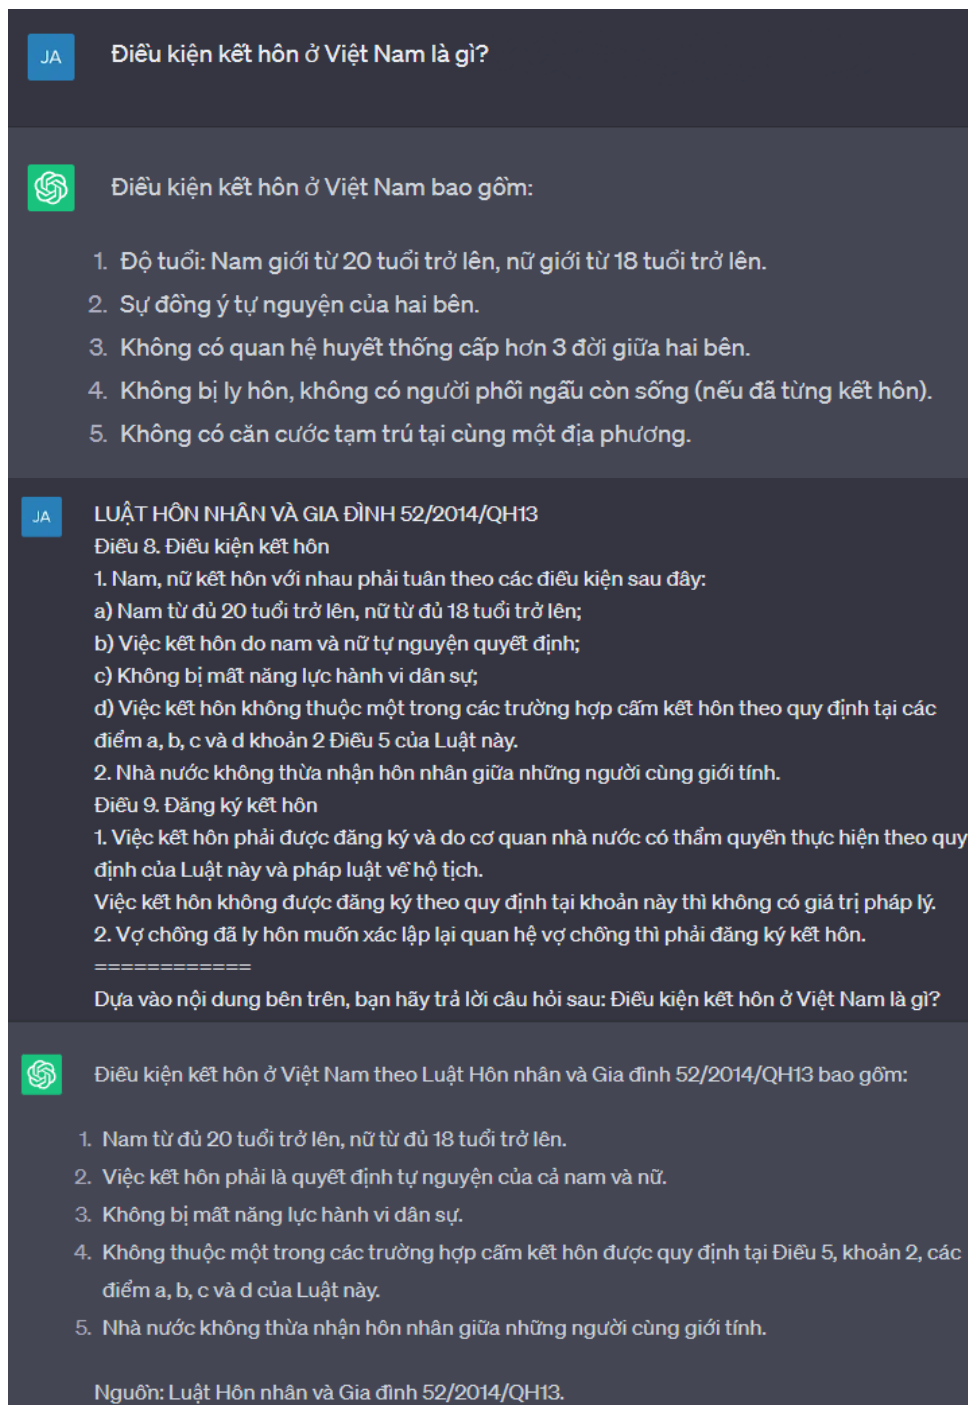 JA
Điều kiện kết hôn ở Việt Nam là gì?
Điều kiện kết hôn ở Việt Nam bao gồm:
1. Độ tuổi: Nam giới từ 20 tuổi trở lên, nữ giới từ 18 tuổi trở lên.
2. Sự đồng ý tự nguyện của hai bên.
3. Không có quan hệ huyết thống cấp hơn 3 đời giữa hai bên.
4. Không bị ly hôn, không có người phối ngẫu còn sống (nếu đã từng kết hôn).
5. Không có căn cước tạm trú tại cùng một địa phương.
JA
LUẬT HÔN NHÂN VÀ GIA ĐÌNH 52/2014/QH13
Điều 8. Điều kiện kết hôn
1. Nam, nữ kết hôn với nhau phải tuân theo các điều kiện sau đây:
a) Nam từ đủ 20 tuổi trở lên, nữ từ đủ 18 tuổi trở lên;
b) Việc kết hôn do nam và nữ tự nguyện quyết định;
c) Không bị mất năng lực hành vi dân sự;
d) Việc kết hôn không thuộc một trong các trường hợp cấm kết hôn theo quy định tại các
điểm a, b, c và d khoản 2 Điều 5 của Luật này.
2. Nhà nước không thừa nhận hôn nhân giữa những người cùng giới tính.
Điều 9. Đăng ký kết hôn
1. Việc kết hôn phải được đăng ký và do cơ quan nhà nước có thẩm quyền thực hiện theo quy
định của Luật này và pháp luật về hộ tịch.
Việc kết hôn không được đăng ký theo quy định tại khoản này thì không có giá trị pháp lý.
2. Vợ chồng đã ly hôn muốn xác lập lại quan hệ vợ chồng thì phải đăng ký kết hôn.
============
Dựa vào nội dung bên trên, bạn hãy trả lời câu hỏi sau: Điều kiện kết hôn ở Việt Nam là gì?
Điều kiện kết hôn ở Việt Nam theo Luật Hôn nhân và Gia đình 52/2014/QH13 bao gồm:
1. Nam từ đủ 20 tuổi trở lên, nữ từ đủ 18 tuổi trở lên.
2. Việc kết hôn phải là quyết định tự nguyện của cả nam và nữ.
3. Không bị mất năng lực hành vi dân sự.
4. Không thuộc một trong các trường hợp cấm kết hôn được quy định tại Điều 5, khoản 2, các
điểm a, b, c và d của Luật này.
5. Nhà nước không thừa nhận hôn nhân giữa những người cùng giới tính.
Nguồn: Luật Hôn nhân và Gia đình 52/2014/QH13.